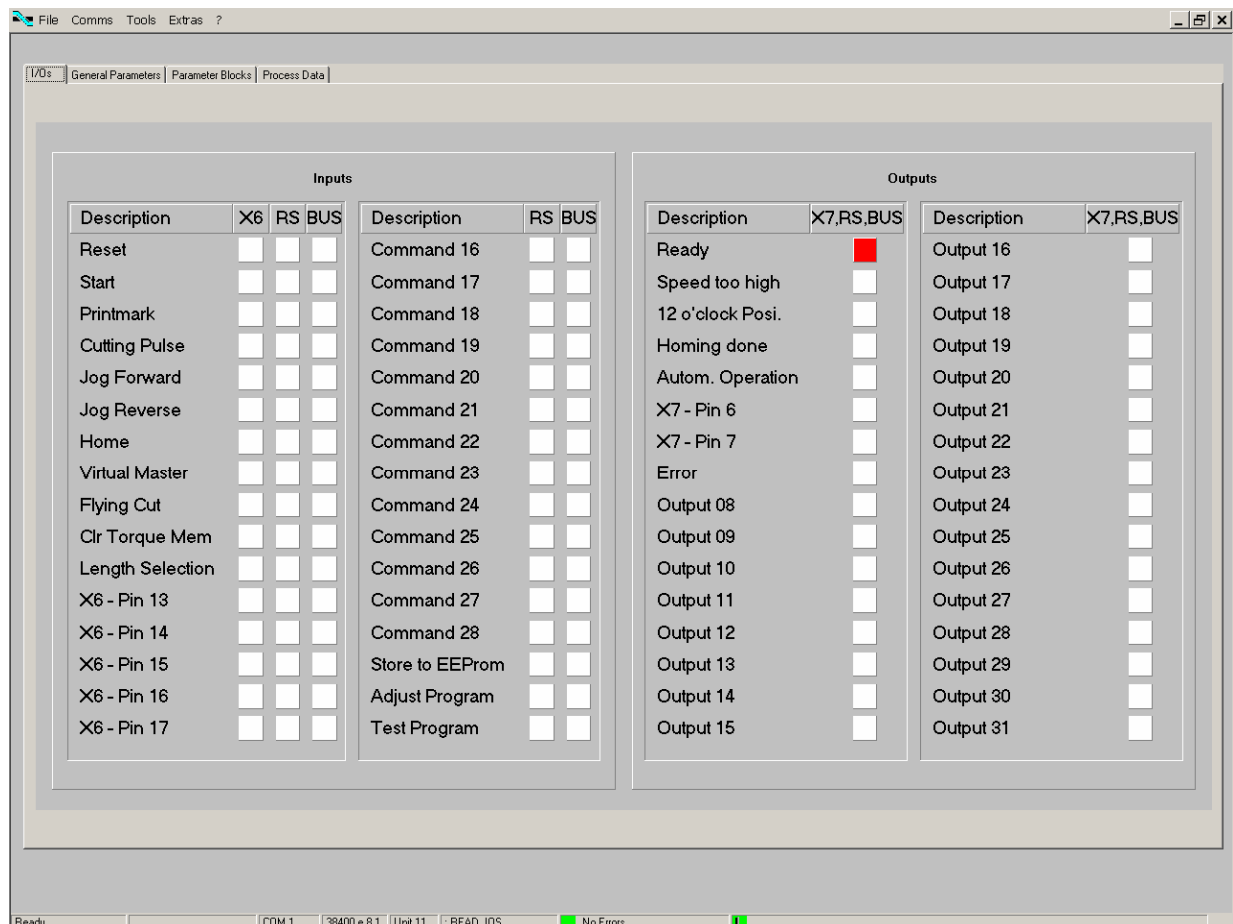 File Comms Tools Extras ?
I/Os General Parameters Parameter Blocks Process Data
Inputs
Description X6 RS BUS
Reset
Start
Printmark
Cutting Pulse
Jog Forward
Jog Reverse
Home
Virtual Master
Flying Cut
Clr Torque Mem
Length Selection
X6 - Pin 13
X6 - Pin 14
X6 - Pin 15
X6 - Pin 16
X6 - Pin 17
Description RS BUS
Command 16
Command 17
Command 18
Command 19
Command 20
Command 21
Command 22
Command 23
Command 24
Command 25
Command 26
Command 27
Command 28
Store to EEProm
Adjust Program
Test Program
Outputs
Description X7,RS,BUS
Ready
Speed too high
12 o'clock Posi.
Homing done
Autom. Operation
X7 - Pin 6
X7 - Pin 7
Error
Output 08
Output 09
Output 10
Output 11
Output 12
Output 13
Output 14
Output 15
Description X7,RS,BUS
Output 16
Output 17
Output 18
Output 19
Output 20
Output 21
Output 22
Output 23
Output 24
Output 25
Output 26
Output 27
Output 28
Output 29
Output 30
Output 31
Ready COM 1 38400 e 8 1 Unit 11 : READ_IOS No Errors